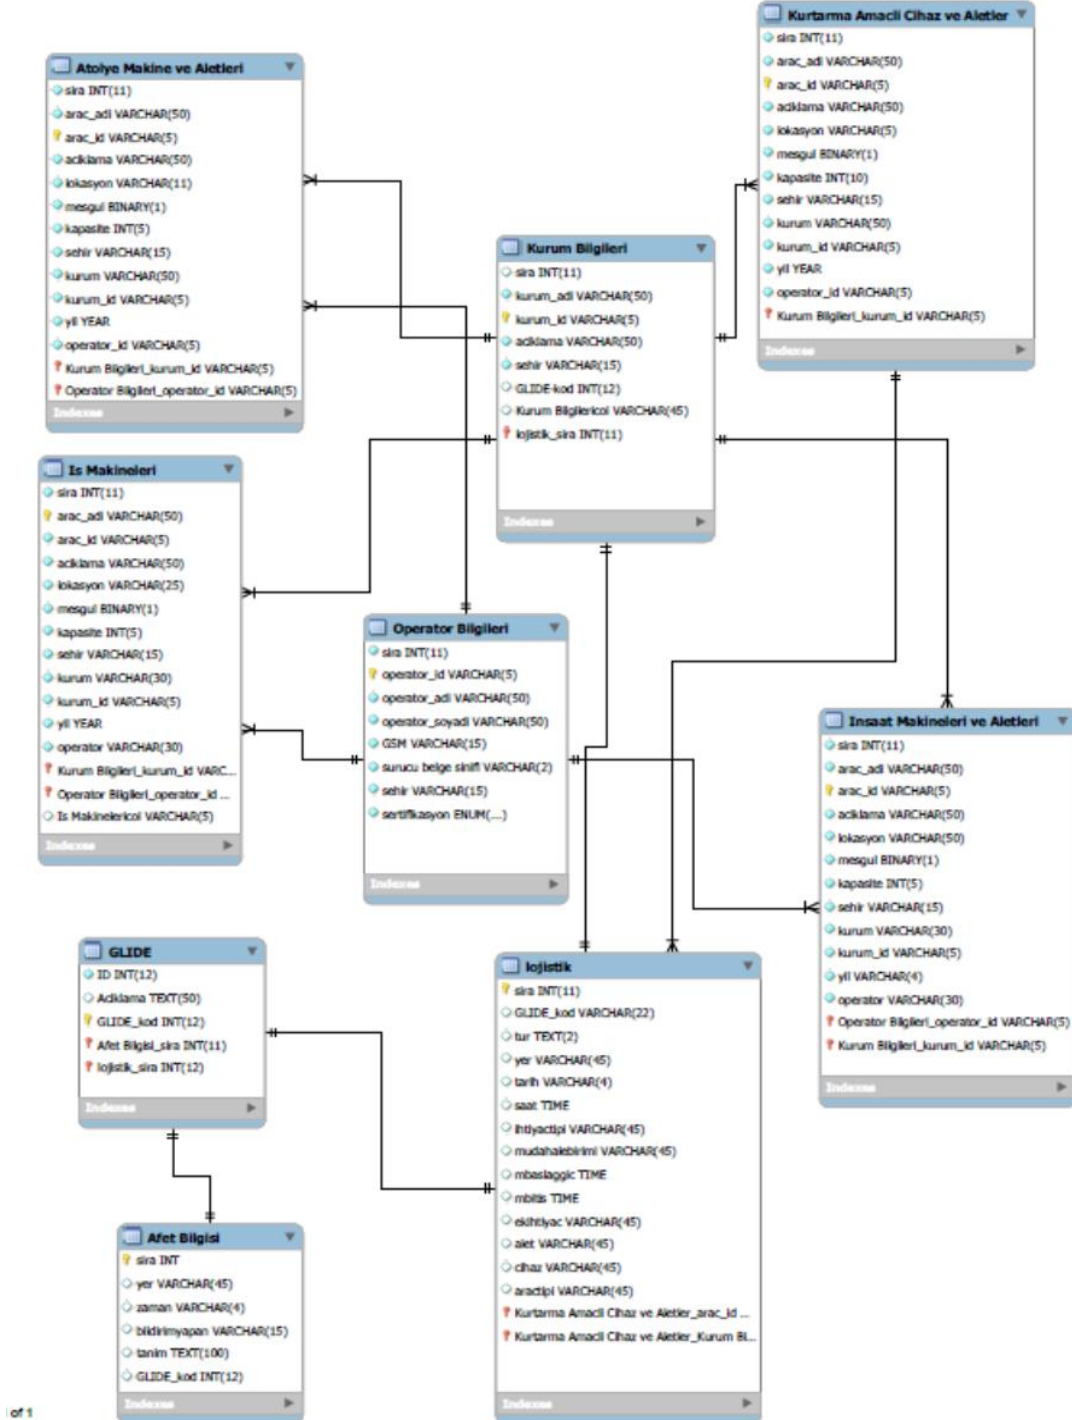 Kurtarma Amacli Cihaz ve Aletler
sira INT(11)
arac_adi VARCHAR(50)
arac_id VARCHAR(5)
aciklama VARCHAR(50)
lokasyon VARCHAR(5)
mesgul BINARY(1)
kapasite INT(10)
sehir VARCHAR(15)
kurum VARCHAR(50)
kurum_id VARCHAR(5)
yil YEAR
operator_id VARCHAR(5)
Kurum Bilgileri_kurum_id VARCHAR(5)
Indexes
Atolye Makine ve Aletleri
sira INT(11)
arac_adi VARCHAR(50)
arac_id VARCHAR(5)
aciklama VARCHAR(50)
lokasyon VARCHAR(11)
mesgul BINARY(1)
kapasite INT(5)
sehir VARCHAR(15)
kurum VARCHAR(50)
kurum_id VARCHAR(5)
yil YEAR
operator_id VARCHAR(5)
Kurum Bilgileri_kurum_id VARCHAR(5)
Operator Bilgileri_operator_id VARCHAR(5)
Indexes
Kurum Bilgileri
sira INT(11)
kurum_adi VARCHAR(50)
kurum_id VARCHAR(5)
aciklama VARCHAR(50)
sehir VARCHAR(15)
GLIDE-kod INT(12)
Kurum Bilgilericol VARCHAR(45)
lojistik_sira INT(11)
Indexes
Is Makineleri
sira INT(11)
arac_adi VARCHAR(50)
arac_id VARCHAR(5)
aciklama VARCHAR(50)
lokasyon VARCHAR(25)
mesgul BINARY(1)
kapasite INT(5)
sehir VARCHAR(15)
kurum VARCHAR(30)
kurum_id VARCHAR(5)
yil YEAR
operator VARCHAR(30)
Kurum Bilgileri_kurum_id VARC...
Operator Bilgileri_operator_id ...
Is Makinelericol VARCHAR(5)
Indexes
Operator Bilgileri
sira INT(11)
operator_id VARCHAR(5)
operator_adi VARCHAR(50)
operator_soyadi VARCHAR(50)
GSM VARCHAR(15)
surucu belge sinifi VARCHAR(2)
sehir VARCHAR(15)
sertifikasyon ENUM(...)
Indexes
Insaat Makineleri ve Aletleri
sira INT(11)
arac_adi VARCHAR(50)
arac_id VARCHAR(5)
aciklama VARCHAR(50)
lokasyon VARCHAR(50)
mesgul BINARY(1)
kapasite INT(5)
sehir VARCHAR(15)
kurum VARCHAR(30)
kurum_id VARCHAR(5)
yil VARCHAR(4)
operator VARCHAR(30)
Operator Bilgileri_operator_id VARCHAR(5)
Kurum Bilgileri_kurum_id VARCHAR(5)
Indexes
GLIDE
ID INT(12)
Aciklama TEXT(50)
GLIDE_kod INT(12)
Afet Bilgisi_sira INT(11)
lojistik_sira INT(12)
Indexes
lojistik
sira INT(11)
GLIDE_kod VARCHAR(22)
tur TEXT(2)
yer VARCHAR(45)
tarih VARCHAR(4)
saat TIME
ihtiyactipi VARCHAR(45)
mudahalebirimi VARCHAR(45)
mbaslaggic TIME
mbitis TIME
ekihtiyac VARCHAR(45)
alet VARCHAR(45)
cihaz VARCHAR(45)
aractipi VARCHAR(45)
Kurtarma Amacli Cihaz ve Aletler_arac_id ...
Kurtarma Amacli Cihaz ve Aletler_Kurum Bi...
Indexes
Afet Bilgisi
sira INT
yer VARCHAR(45)
zaman VARCHAR(4)
bildirimyapan VARCHAR(15)
tanim TEXT(100)
GLIDE_kod INT(12)
Indexes
of 1